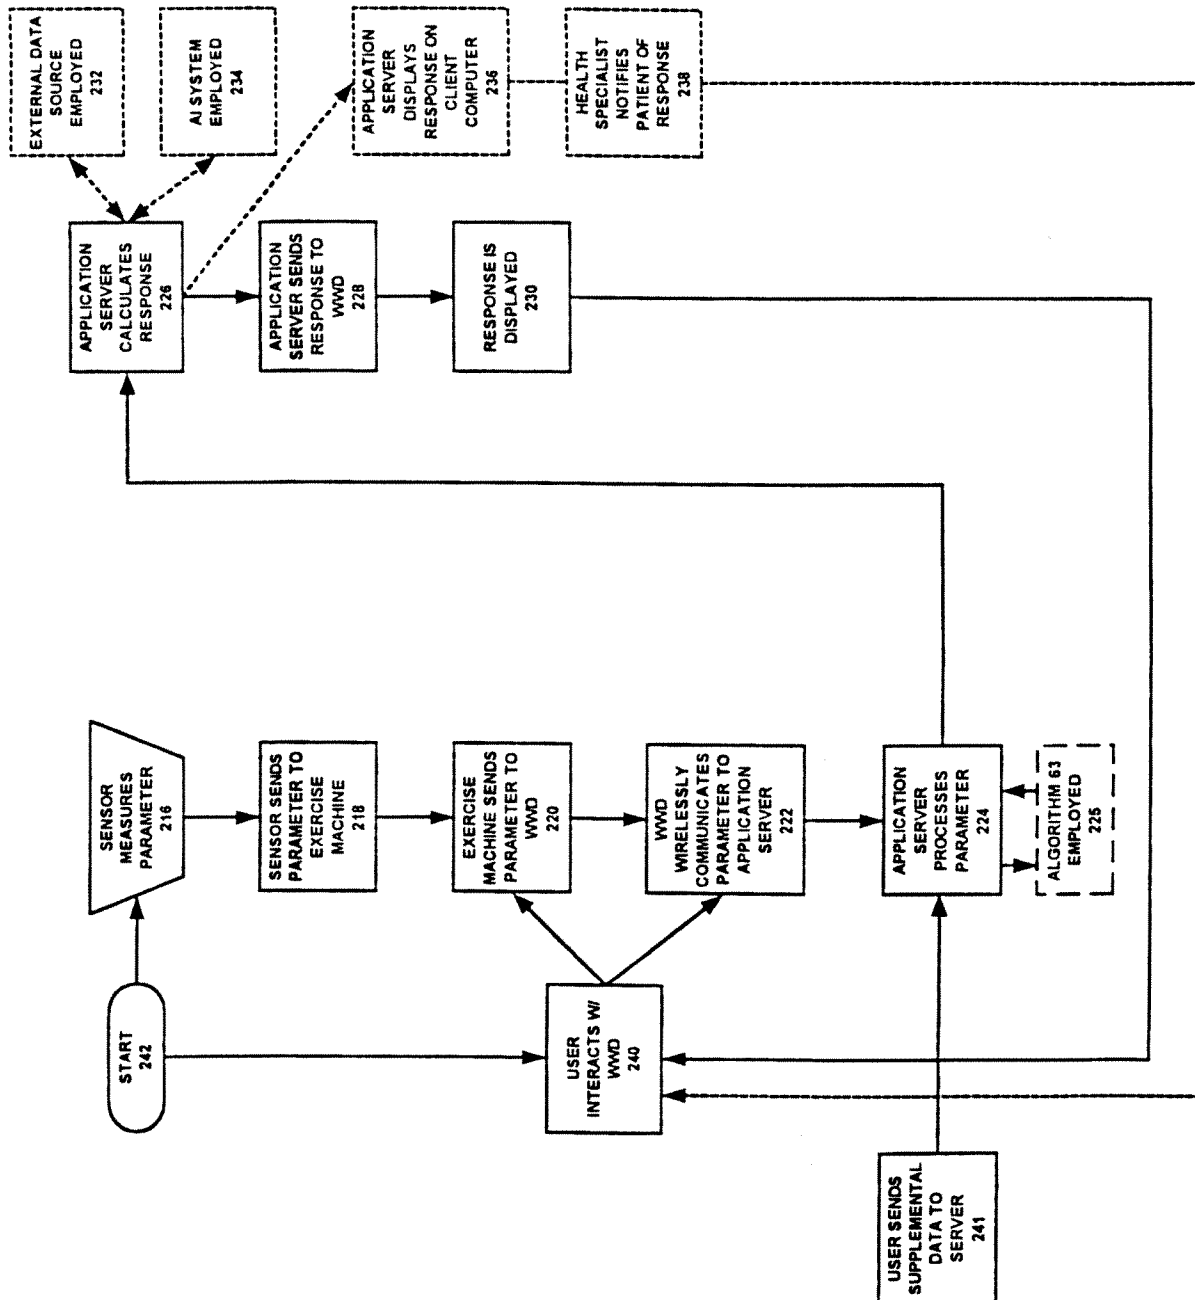 START
242
SENSOR
MEASURES
PARAMETER
216
SENSOR SENDS
PARAMETER TO
EXERCISE
MACHINE
218
EXERCISE
MACHINE SENDS
PARAMETER TO
WWD
220
WWD
WIRELESSLY
COMMUNICATES
PARAMETER TO
APPLICATION
SERVER
222
APPLICATION
SERVER
PROCESSES
PARAMETER
224
ALGORITHM 63
EMPLOYED
225
USER
INTERACTS W/
WWD
240
USER SENDS
SUPPLEMENTAL
DATA TO
SERVER
241
APPLICATION
SERVER
CALCULATES
RESPONSE
226
APPLICATION
SERVER SENDS
RESPONSE TO
WWD
228
RESPONSE IS
DISPLAYED
230
EXTERNAL DATA
SOURCE
EMPLOYED
232
AI SYSTEM
EMPLOYED
234
APPLICATION
SERVER
DISPLAYS
RESPONSE ON
CLIENT
COMPUTER
236
HEALTH
SPECIALIST
NOTIFIES
PATIENT OF
RESPONSE
238